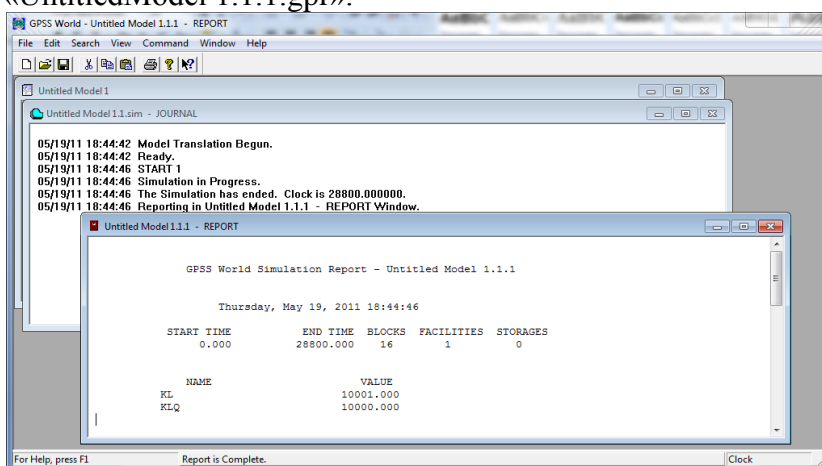 «UntitledModel 1.1.1.gpr».
GPSS World - Untitled Model 1.1.1 - REPORT
File Edit Search View Command Window Help
Untitled Model 1
Untitled Model 1.1.sim - JOURNAL
05/19/11 18:44:42 Model Translation Begun.
05/19/11 18:44:42 Ready.
05/19/11 18:44:46 START 1
05/19/11 18:44:46 Simulation in Progress.
05/19/11 18:44:46 The Simulation has ended. Clock is 28800.000000.
05/19/11 18:44:46 Reporting in Untitled Model 1.1.1 - REPORT Window.
Untitled Model 1.1.1 - REPORT
GPSS World Simulation Report - Untitled Model 1.1.1
Thursday, May 19, 2011 18:44:46
START TIME END TIME BLOCKS FACILITIES STORAGES
0.000 28800.000 16 1 0
NAME VALUE
KL 10001.000
KLQ 10000.000
For Help, press F1 Report is Complete. Clock